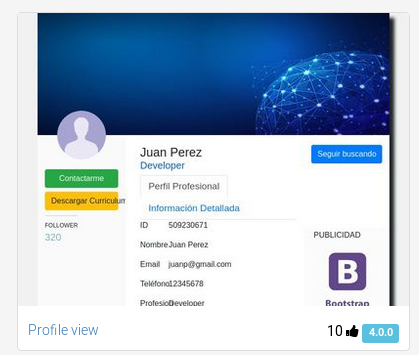 Juan Perez
Developer
Seguir buscando
Contactarme
Perfil Profesional
Descargar Curriculum
Información Detallada
FOLLOWER
320
ID 509230671
Nombre Juan Perez
Email juanp@gmail.com
Teléfono 12345678
Profesio Developer
PUBLICIDAD
B
Bootstrap
Profile view
10
4.0.0